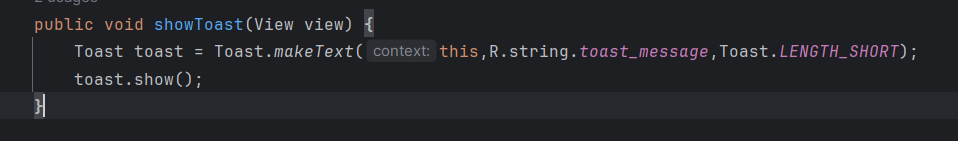 public void showToast(View view) {
Toast toast = Toast.makeText( context: this,R.string.toast_message,Toast.LENGTH_SHORT);
toast.show();
}